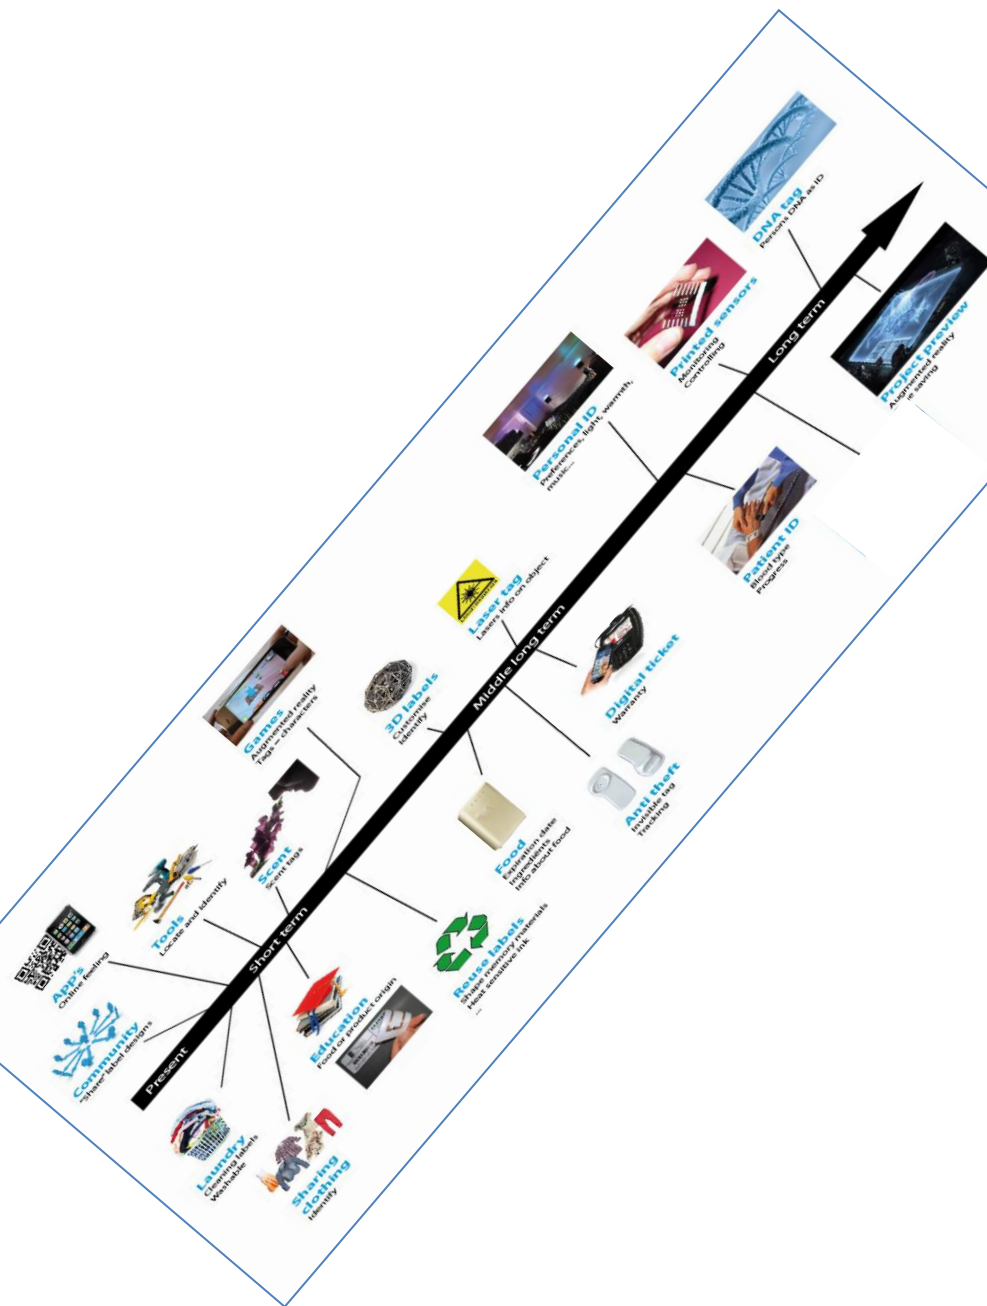 DNA tag
Persons DNA as ID
Printed sensors
Monitoring
Controlling
Long term
Project preview
Augmented reality
saving
Personal ID
Preferences, light, warmth,
music...
Patient ID
Blood type
Progress
Laser tag
Lasers info on object
Middle long term
Digital ticket
Warranty
3D labels
Customise
Identify
Games
Augmented reality
Tags – characters
Anti theft
Invisible tag
Tracking
Food
Expiration date
Ingredients
Info about food
Scent
Scent tags
Tools
Locate and identify
Short term
Reuse labels
Shape memory materials
Heat sensitive ink
...
App's
Online feeling
Education
Food or product origin
Community
"Share" label designs
Present
Laundry
Cleaning labels
Washable
Sharing
clothing
Identify